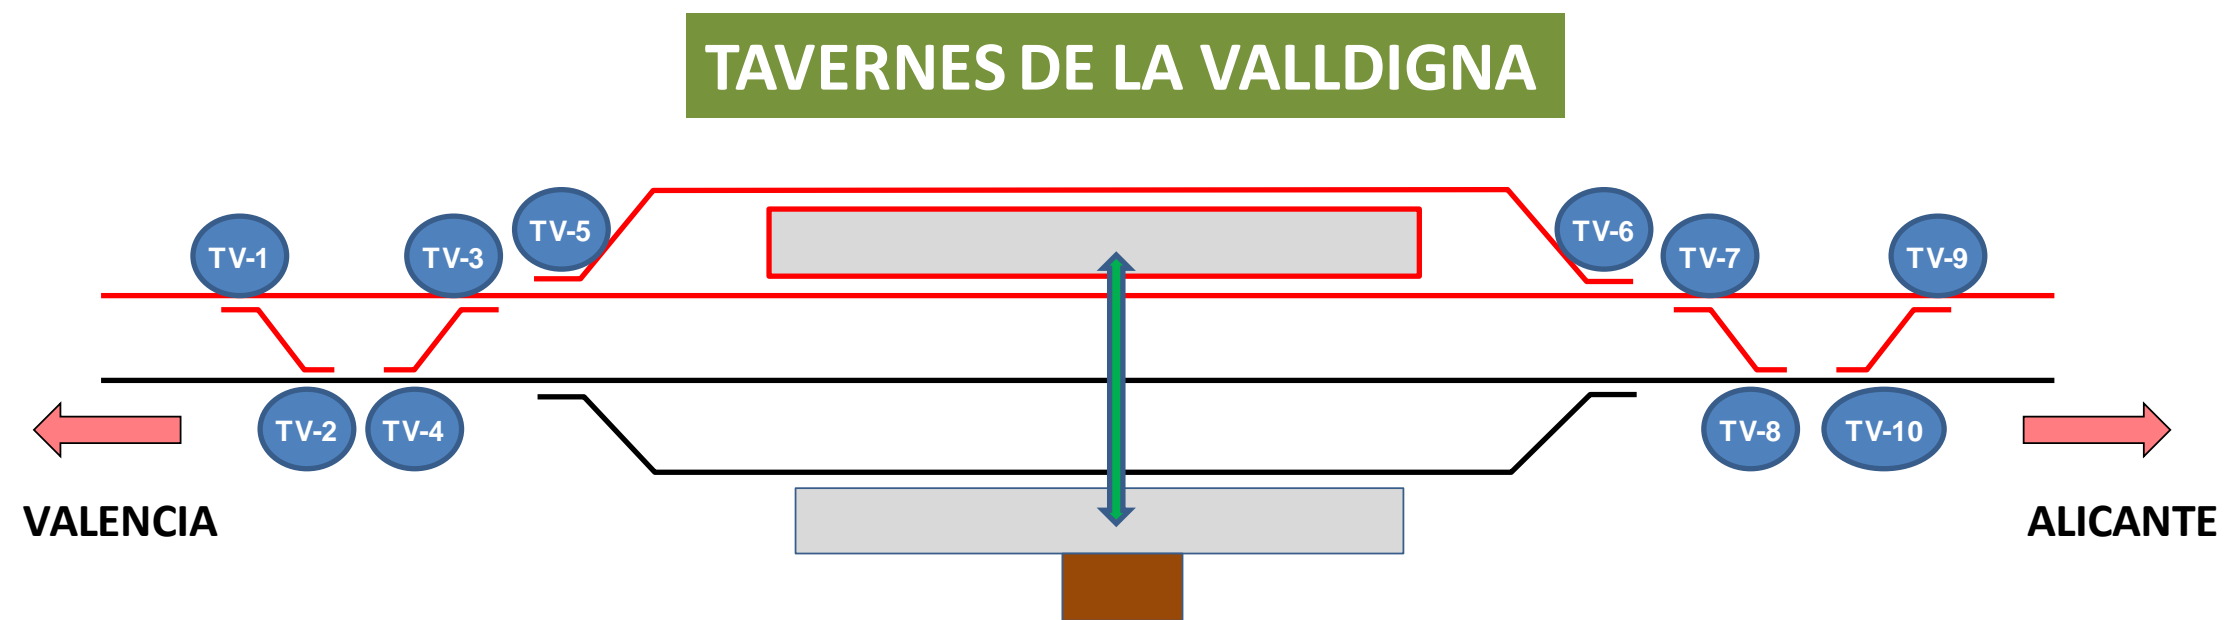 TAVERNES DE LA VALLDIGNA
TV-5
TV-6
TV-1
TV-3
TV-7
TV-9
TV-2
TV-4
TV-8
TV-10
VALENCIA
ALICANTE